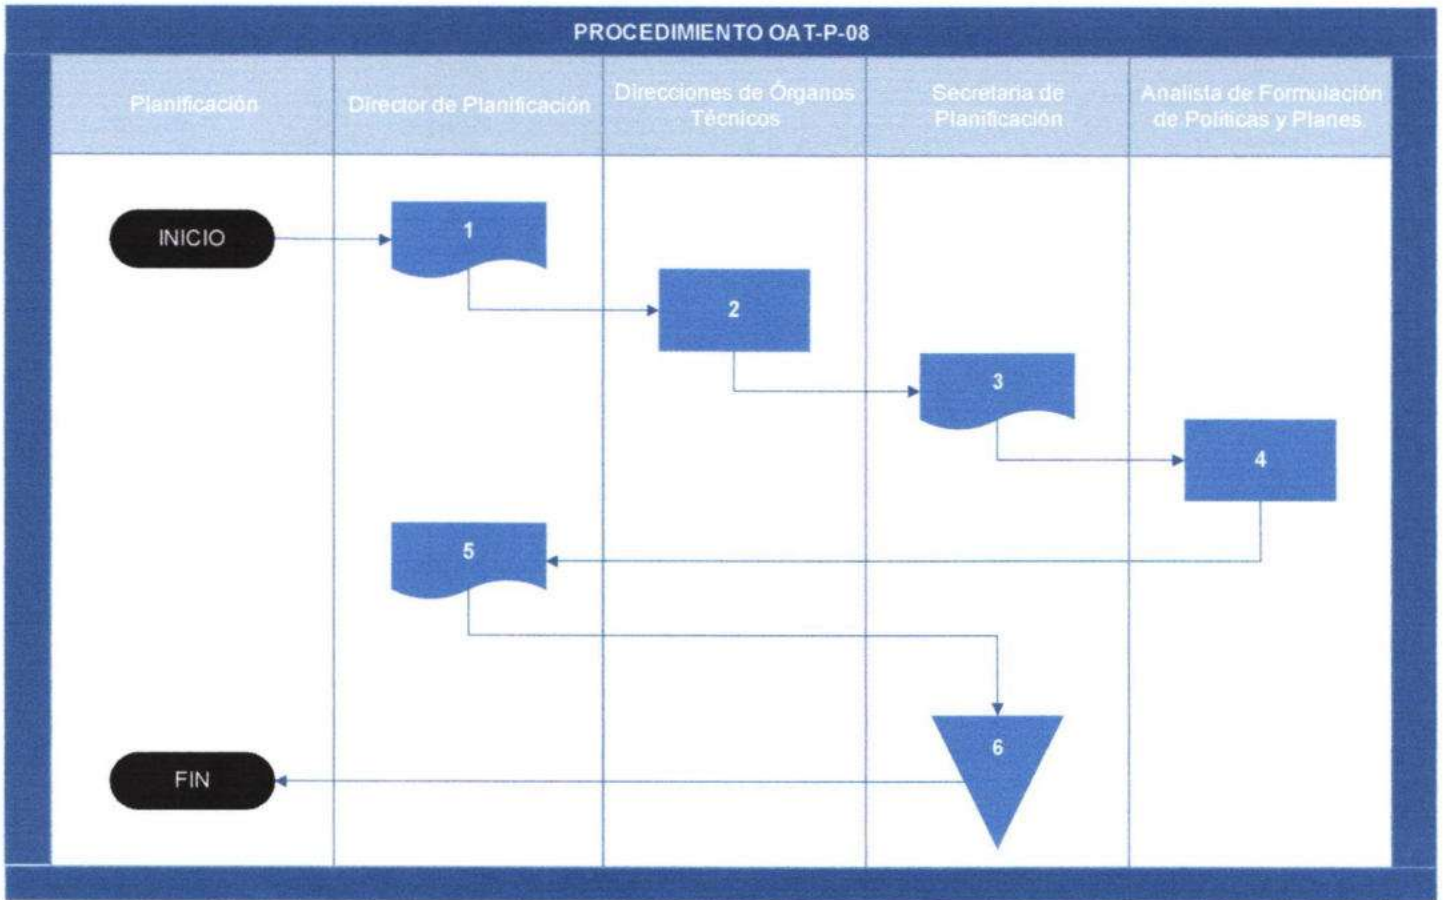 PROCEDIMIENTO OAT-P-08
Planificación
Director de Planificación
Direcciones de Órganos
Técnicos
Secretaria de
Planificación
Analista de Formulación
de Políticas y Planes
INICIO
1
2
3
4
5
6
FIN